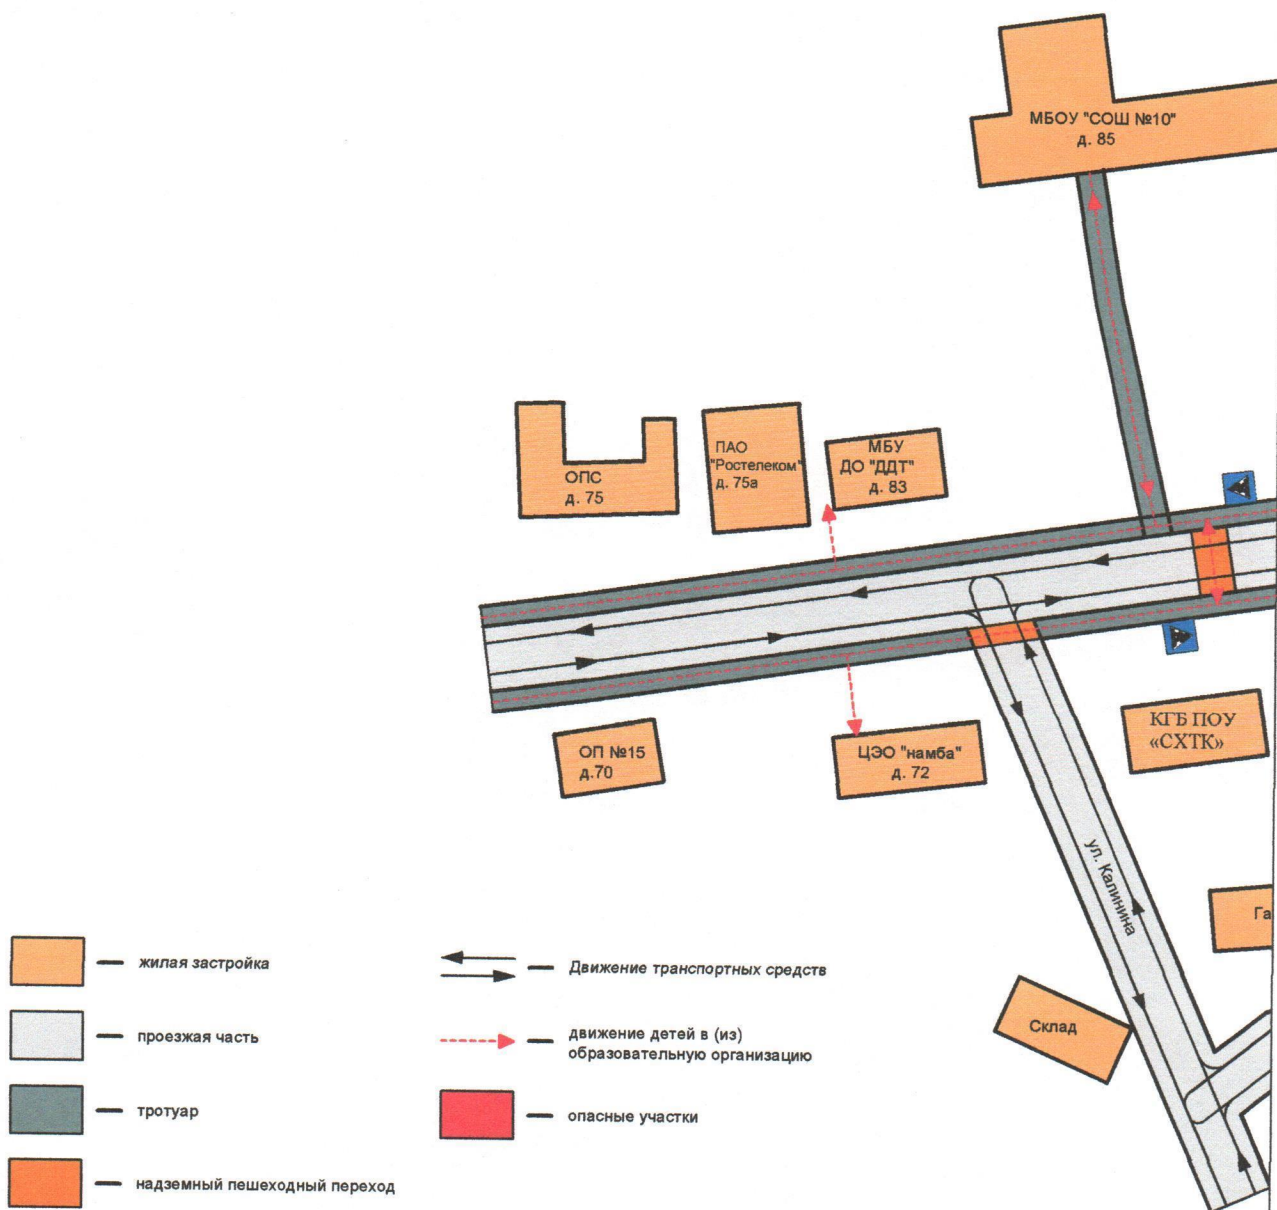 МБОУ "СОШ №10"
д. 85
ОПС
д. 75
ПАО
"Ростелеком"
д. 75а
МБУ
ДО "ДДТ"
д. 83
ОП №15
д.70
ЦЭО "намба"
д. 72
КГБ ПОУ
«СХТК»
ул. Калинина
Га
Склад
жилая застройка
проезжая часть
тротуар
надземный пешеходный переход
Движение транспортных средств
движение детей в (из)
образовательную организацию
опасные участки